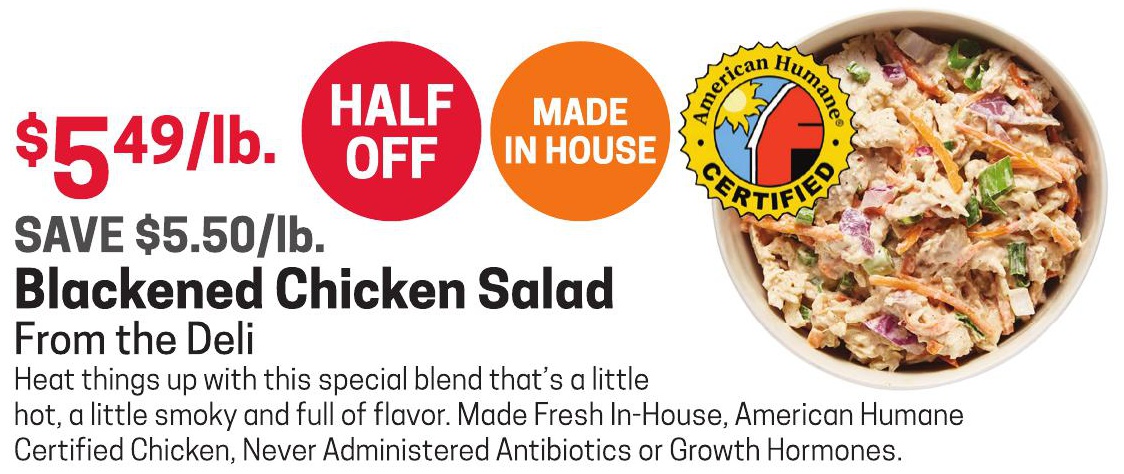 $5.49/lb.
HALF
OFF
MADE
IN HOUSE
American Humane®
CERTIFIED
SAVE $5.50/lb.
Blackened Chicken Salad
From the Deli
Heat things up with this special blend that's a little
hot, a little smoky and full of flavor. Made Fresh In-House, American Humane
Certified Chicken, Never Administered Antibiotics or Growth Hormones.